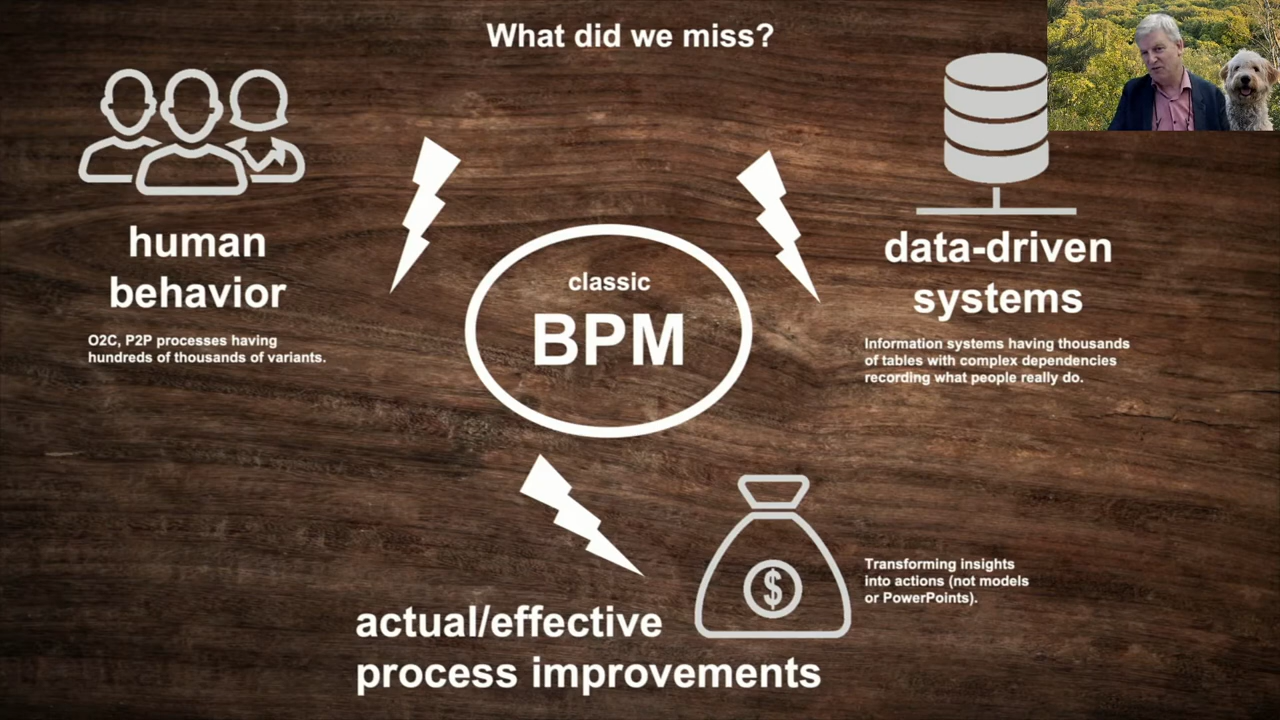 What did we miss?
human
behavior
O2C, P2P processes having
hundreds of thousands of variants.
classic
BPM
data-driven
systems
Information systems having thousands
of tables with complex dependencies
recording what people really do.
$
Transforming insights
into actions (not models
or PowerPoints).
actual/effective
process improvements